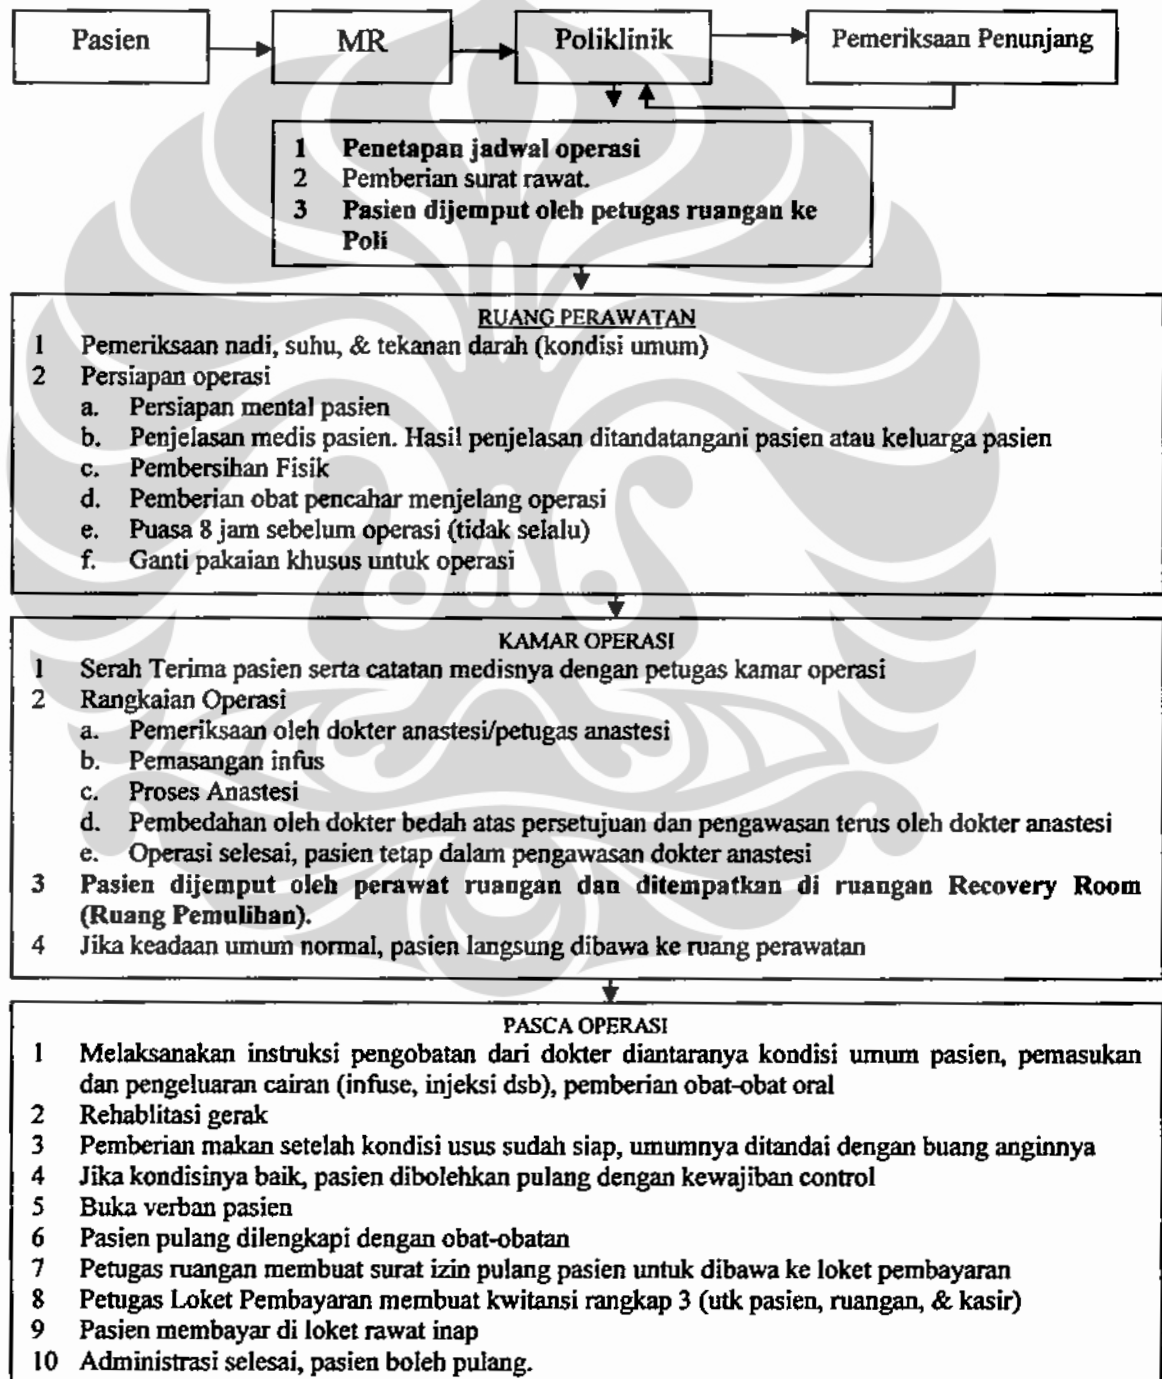 Pasien
MR
Poliklinik
Pemeriksaan Penunjang
1 Penetapan jadwal operasi
2 Pemberian surat rawat.
3 Pasien dijemput oleh petugas ruangan ke
Poli
RUANG PERAWATAN
1 Pemeriksaan nadi, suhu, & tekanan darah (kondisi umum)
2 Persiapan operasi
a. Persiapan mental pasien
b. Penjelasan medis pasien. Hasil penjelasan ditandatangani pasien atau keluarga pasien
c. Pembersihan Fisik
d. Pemberian obat pencahar menjelang operasi
e. Puasa 8 jam sebelum operasi (tidak selalu)
f. Ganti pakaian khusus untuk operasi
KAMAR OPERASI
1 Serah Terima pasien serta catatan medisnya dengan petugas kamar operasi
2 Rangkaian Operasi
a. Pemeriksaan oleh dokter anastesi/petugas anastesi
b. Pemasangan infus
c. Proses Anastesi
d. Pembedahan oleh dokter bedah atas persetujuan dan pengawasan terus oleh dokter anastesi
e. Operasi selesai, pasien tetap dalam pengawasan dokter anastesi
3 Pasien dijemput oleh perawat ruangan dan ditempatkan di ruangan Recovery Room
(Ruang Pemulihan).
4 Jika keadaan umum normal, pasien langsung dibawa ke ruang perawatan
PASCA OPERASI
1 Melaksanakan instruksi pengobatan dari dokter diantaranya kondisi umum pasien, pemasukan
dan pengeluaran cairan (infuse, injeksi dsb), pemberian obat-obat oral
2 Rehablitasi gerak
3 Pemberian makan setelah kondisi usus sudah siap, umumnya ditandai dengan buang anginnya
4 Jika kondisinya baik, pasien dibolehkan pulang dengan kewajiban control
5 Buka verban pasien
6 Pasien pulang dilengkapi dengan obat-obatan
7 Petugas ruangan membuat surat izin pulang pasien untuk dibawa ke loket pembayaran
8 Petugas Loket Pembayaran membuat kwitansi rangkap 3 (utk pasien, ruangan, & kasir)
9 Pasien membayar di loket rawat inap
10 Administrasi selesai, pasien boleh pulang.